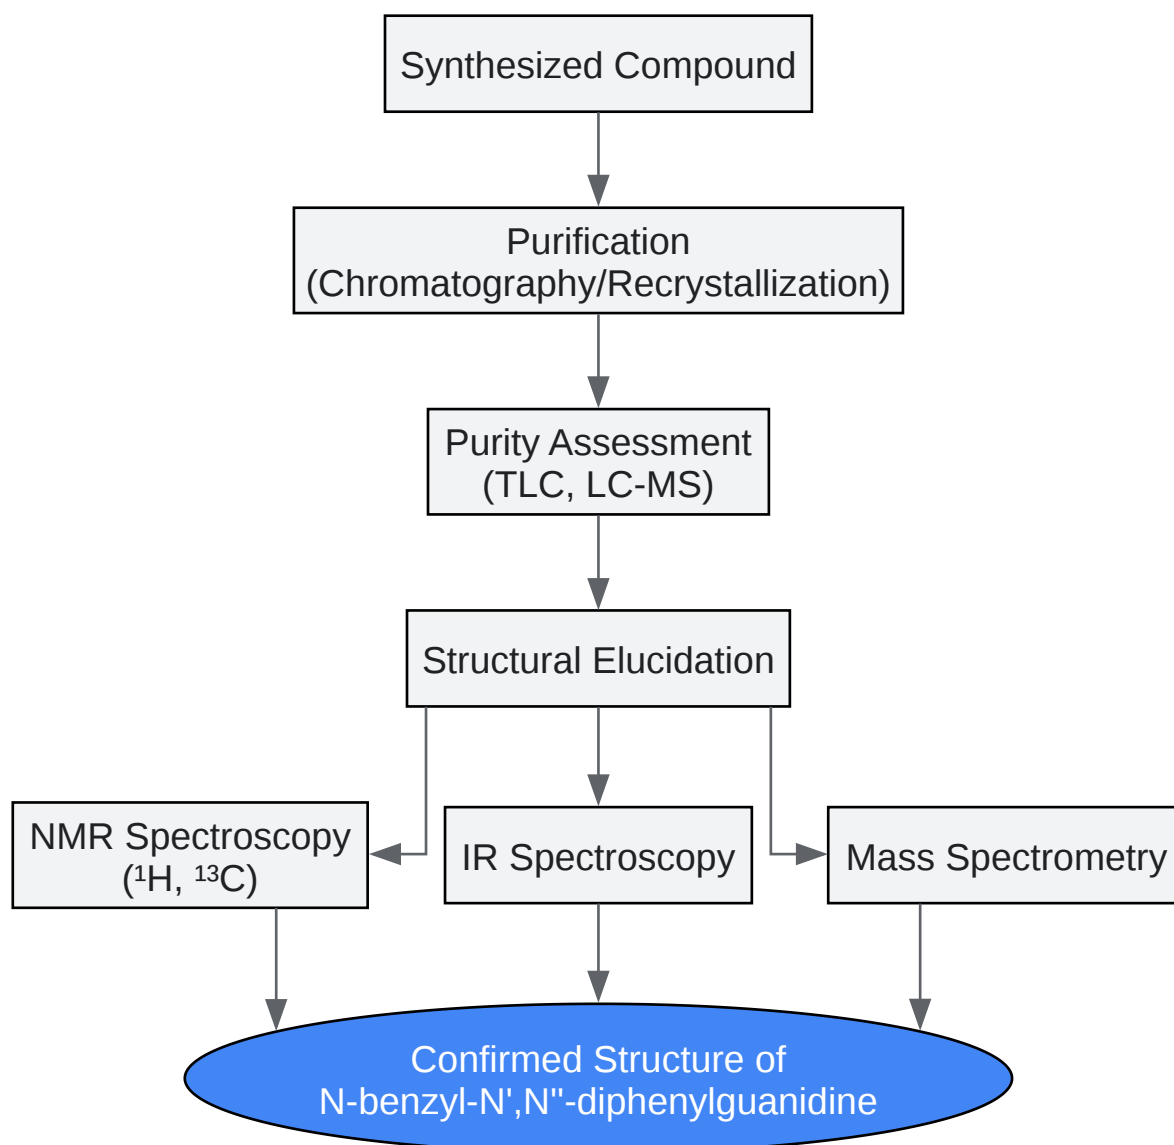 Synthesized Compound
Purification
(Chromatography/Recrystallization)
Purity Assessment
(TLC, LC-MS)
Structural Elucidation
NMR Spectroscopy
(¹H, ¹³C)
IR Spectroscopy
Mass Spectrometry
Confirmed Structure of
N-benzyl-N',N''-diphenylguanidine